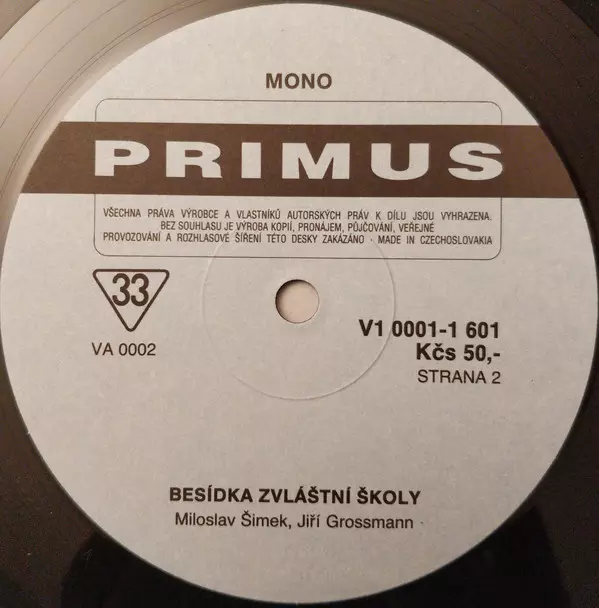 MONO
PRIMUS
VŠECHNA PRÁVA VÝROBCE A VLASTNÍKŮ AUTORSKÝCH PRÁV K DÍLU JSOU VYHRAZENA.
BEZ SOUHLASU JE VÝROBA KOPIÍ, PRONÁJEM, PŮJČOVÁNÍ, VEŘEJNÉ
PROVOZOVÁNÍ A ROZHLASOVÉ ŠÍŘENÍ TÉTO DESKY ZAKÁZÁNO · MADE IN CZECHOSLOVAKIA
33
VA 0002
V1 0001-1 601
Kčs 50,-
STRANA 2
BESÍDKA ZVLÁŠTNÍ ŠKOLY
Miloslav Šimek, Jiří Grossmann